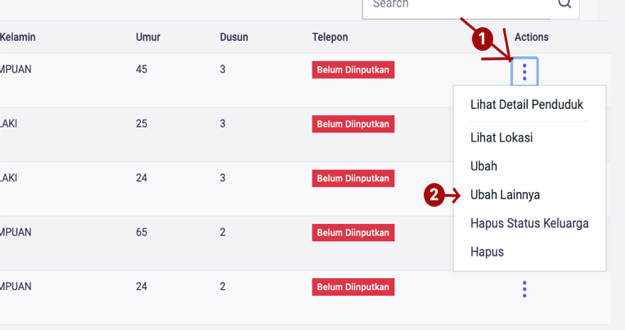 Search
Kelamin Umur Dusun Telepon Actions
1
MPUAN 45 3 Belum Diinputkan
Lihat Detail Penduduk
LAKI 25 3 Belum Diinputkan
Lihat Lokasi
Ubah
LAKI 24 3 Belum Diinputkan
2 Ubah Lainnya
Hapus Status Keluarga
MPUAN 65 2 Belum Diinputkan
Hapus
MPUAN 24 2 Belum Diinputkan